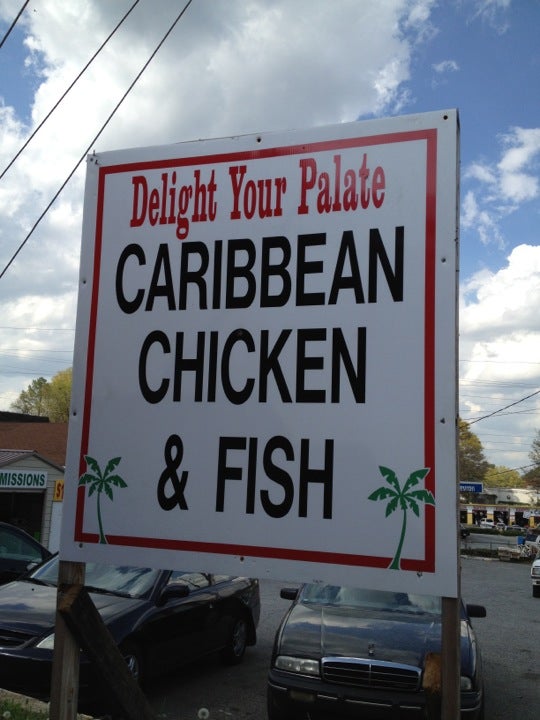 Delight Your Palate
CARIBBEAN
CHICKEN
& FISH
MISSIONS